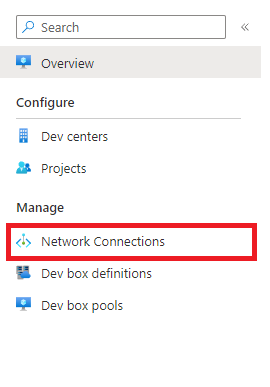 Search
Overview
Configure
Dev centers
Projects
Manage
Network Connections
Dev box definitions
Dev box pools